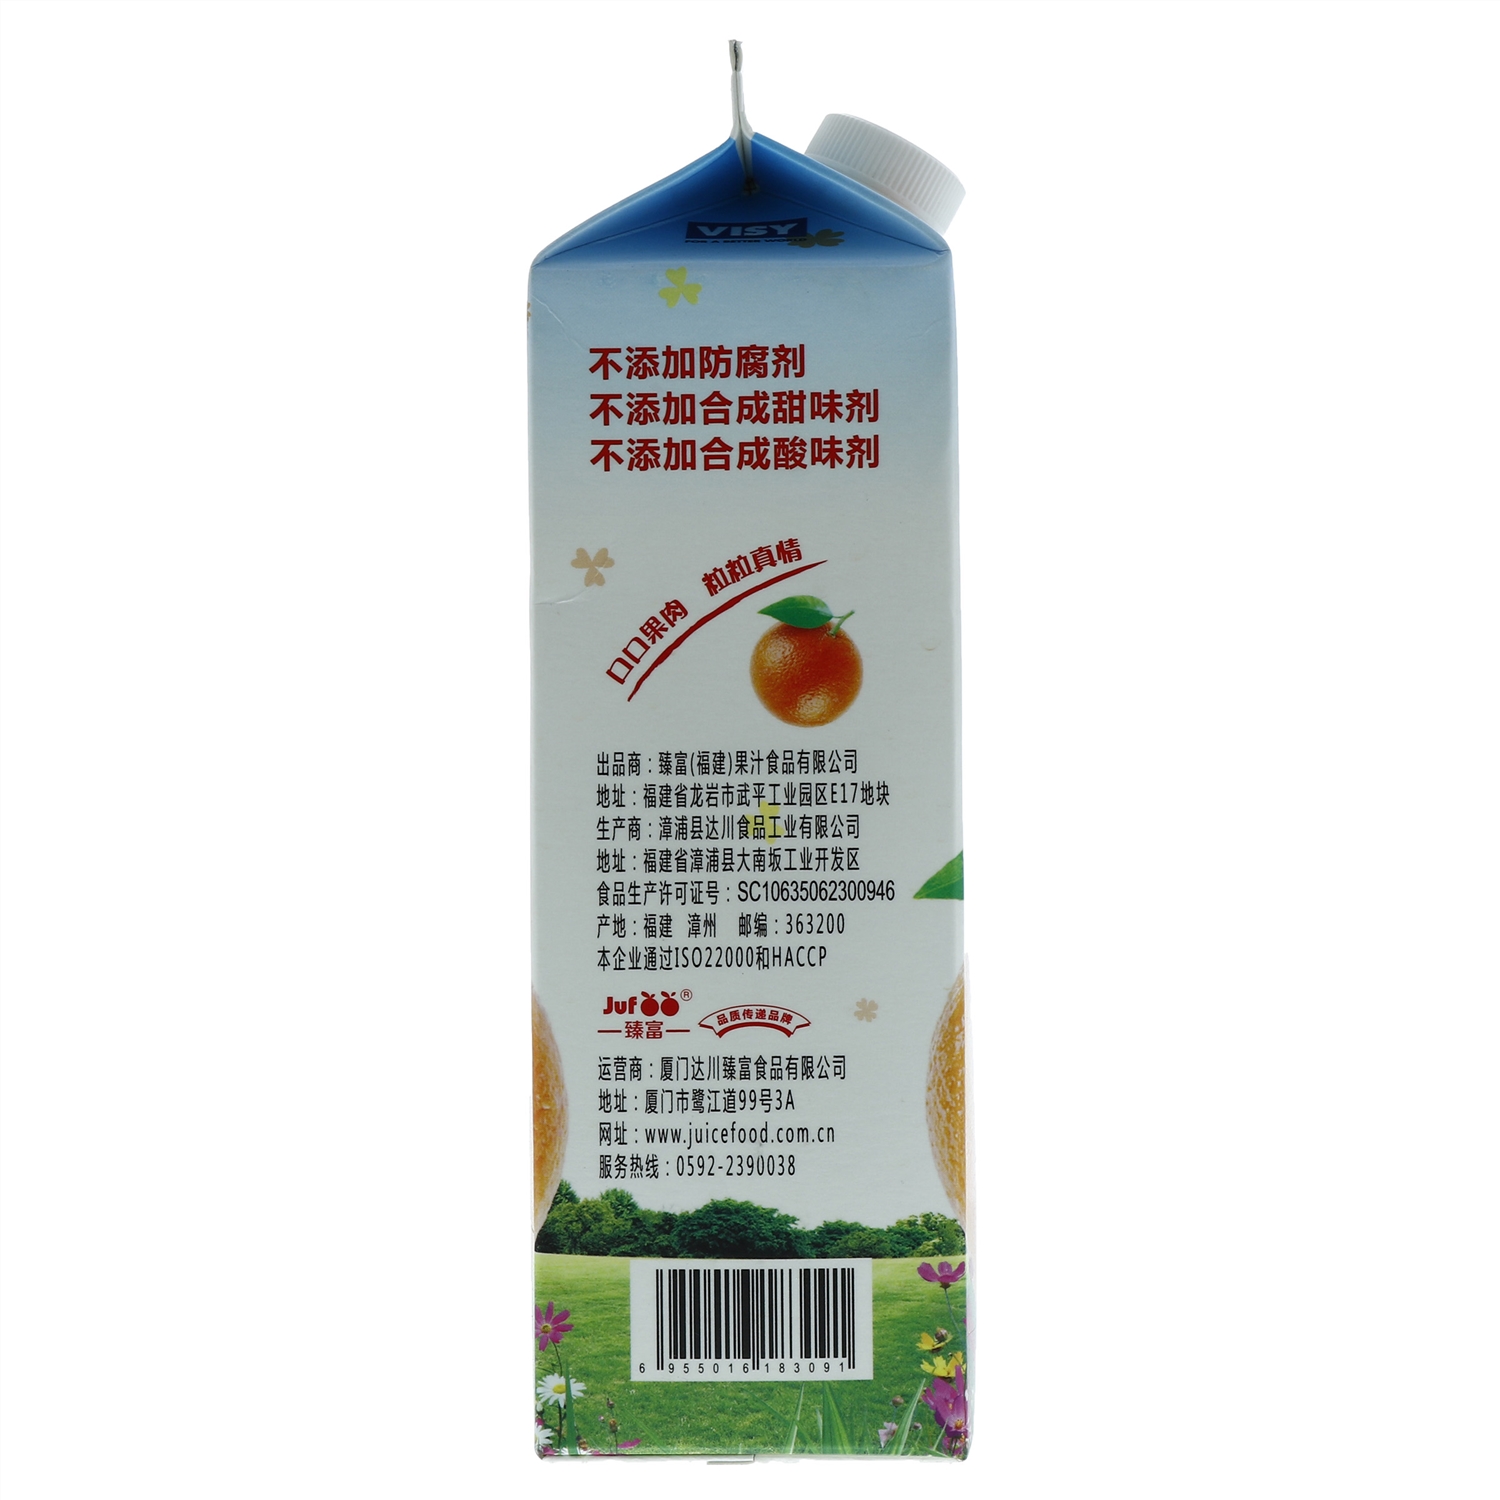 VISY
FOR A BETTER WORLD
不添加防腐剂
不添加合成甜味剂
不添加合成酸味剂
口口果肉 粒粒真情
出品商：臻富(福建)果汁食品有限公司
地址：福建省龙岩市武平工业园区E17地块
生产商：漳浦县达川食品工业有限公司
地址：福建省漳浦县大南坂工业开发区
食品生产许可证号：SC10635062300946
产地：福建 漳州 邮编：363200
本企业通过ISO22000和HACCP
Jufoo®
臻富
品质传递品牌
运营商：厦门达川臻富食品有限公司
地址：厦门市鹭江道99号3A
网址：www.juicefood.com.cn
服务热线：0592-2390038
6 955016 183091